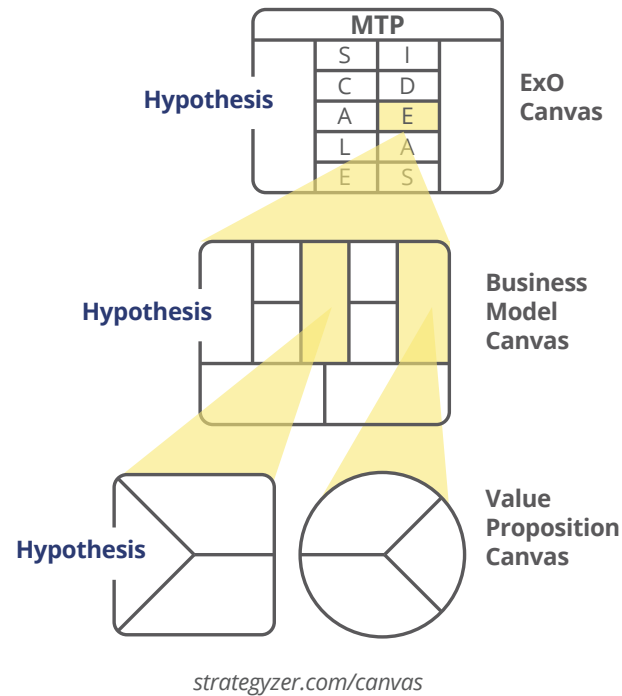 MTP
S I
C D
A E
L A
E S
Hypothesis
ExO
Canvas
Hypothesis
Business
Model
Canvas
Hypothesis
Value
Proposition
Canvas
strategyzer.com/canvas